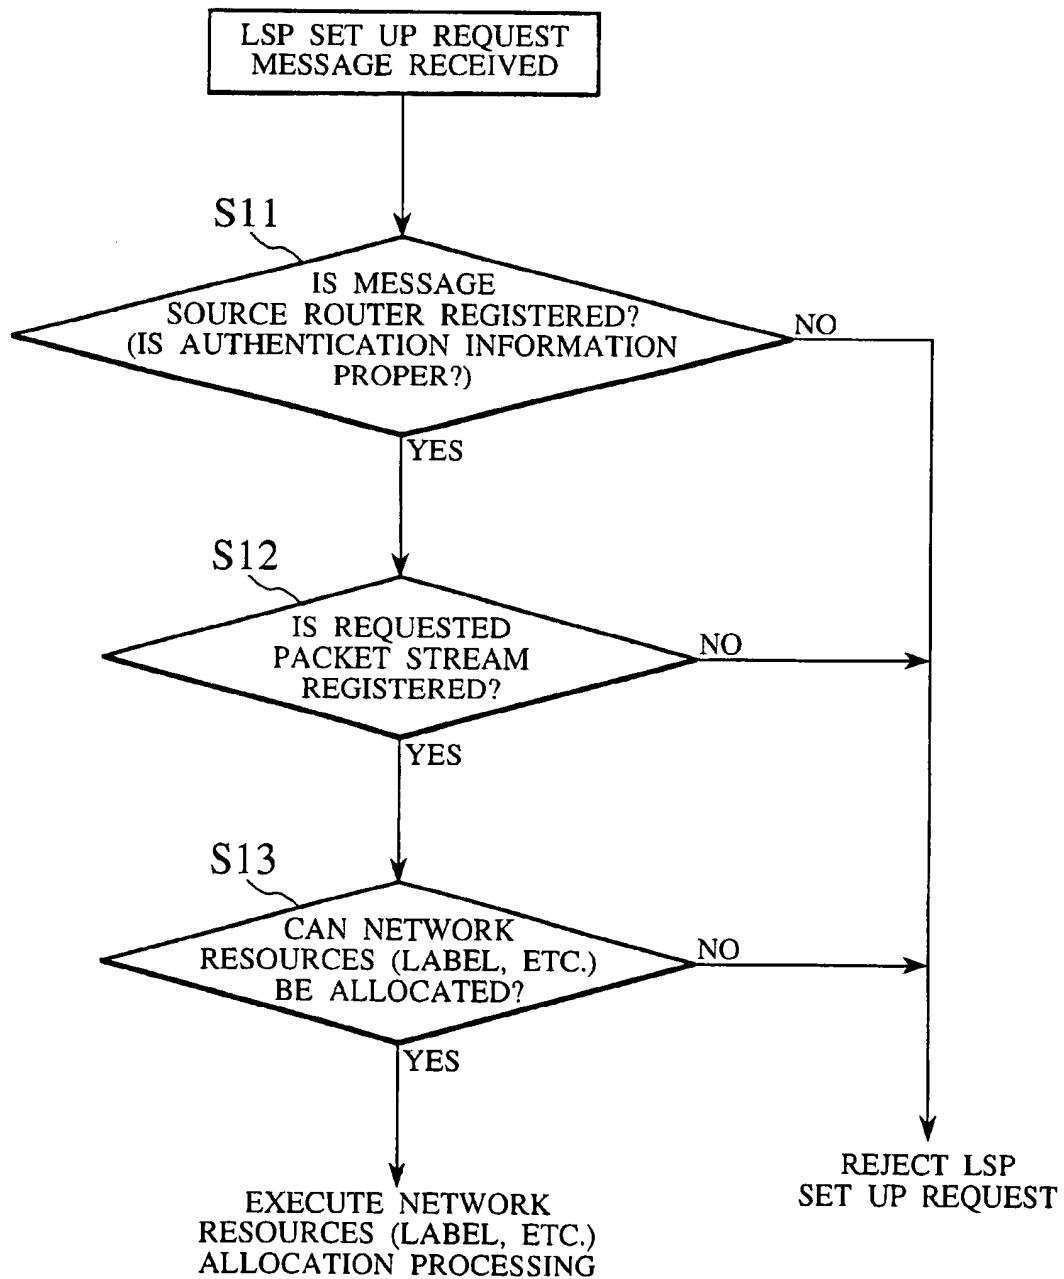 LSP SET UP REQUEST
MESSAGE RECEIVED
S11
IS MESSAGE
SOURCE ROUTER REGISTERED?
(IS AUTHENTICATION INFORMATION
PROPER?)
NO
YES
S12
IS REQUESTED
PACKET STREAM
REGISTERED?
NO
YES
S13
CAN NETWORK
RESOURCES (LABEL, ETC.)
BE ALLOCATED?
NO
YES
REJECT LSP
SET UP REQUEST
EXECUTE NETWORK
RESOURCES (LABEL, ETC.)
ALLOCATION PROCESSING